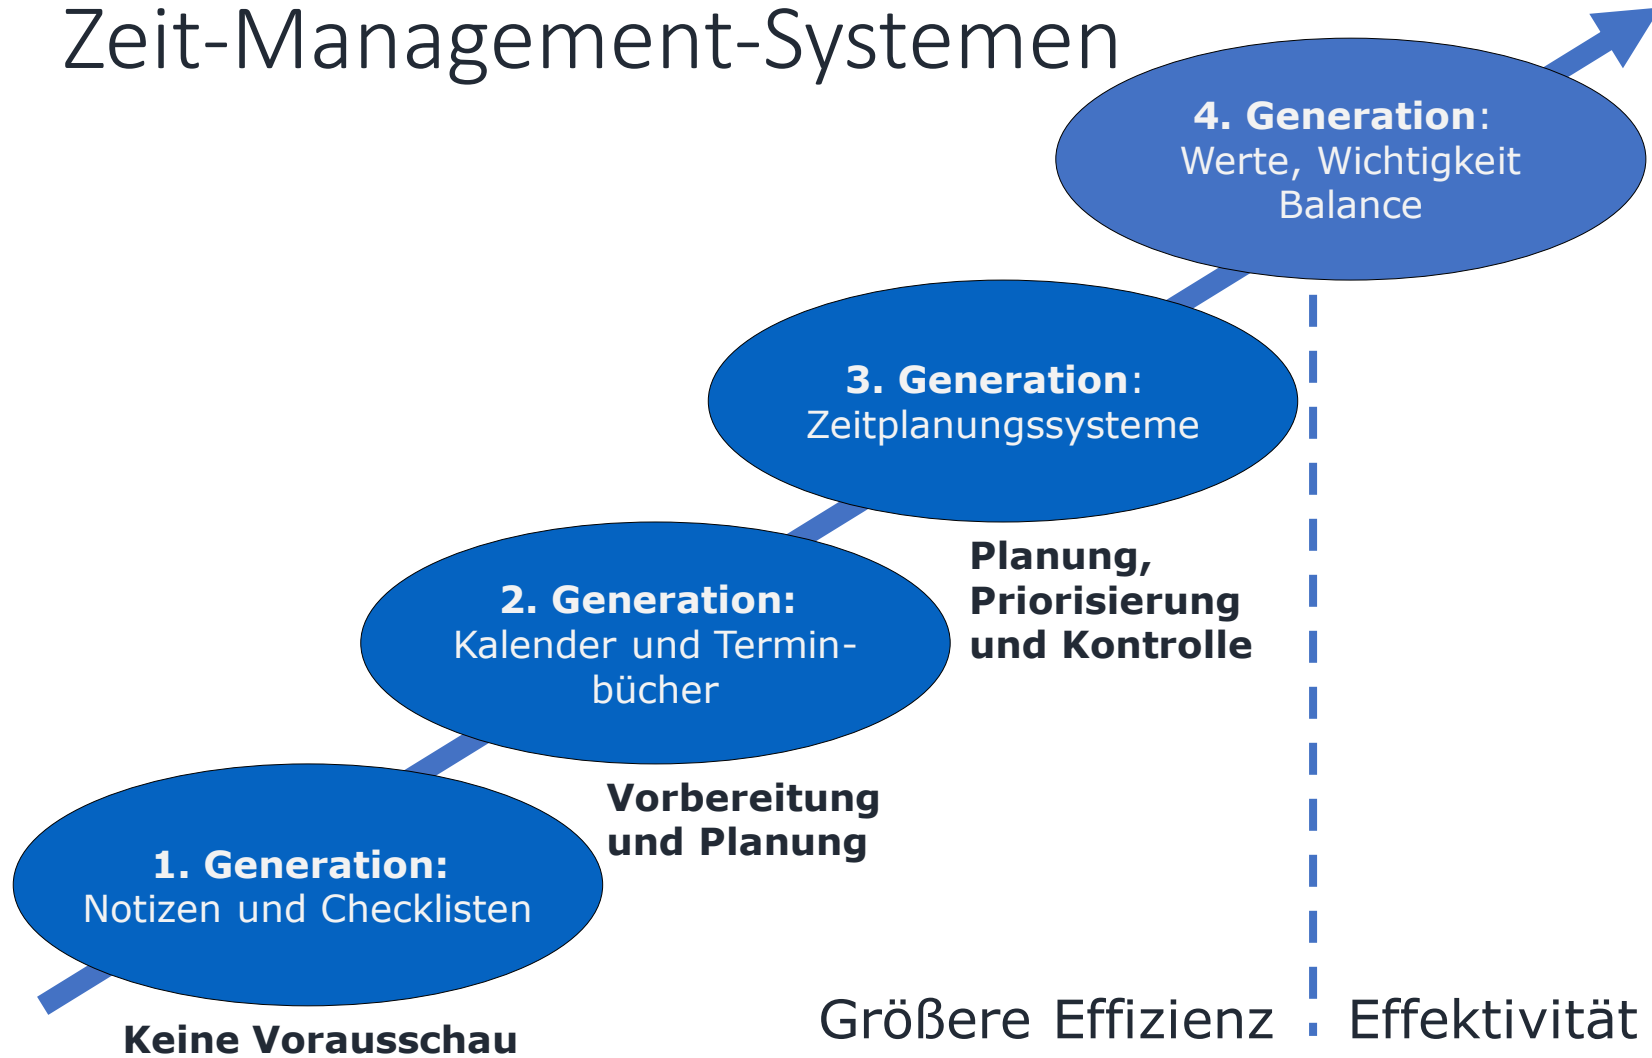 Zeit-Management-Systemen
4. Generation:
Werte, Wichtigkeit
Balance
3. Generation:
Zeitplanungssysteme
Planung,
Priorisierung
und Kontrolle
2. Generation:
Kalender und Termin-
bücher
Vorbereitung
und Planung
1. Generation:
Notizen und Checklisten
Keine Vorausschau
Größere Effizienz
Effektivität